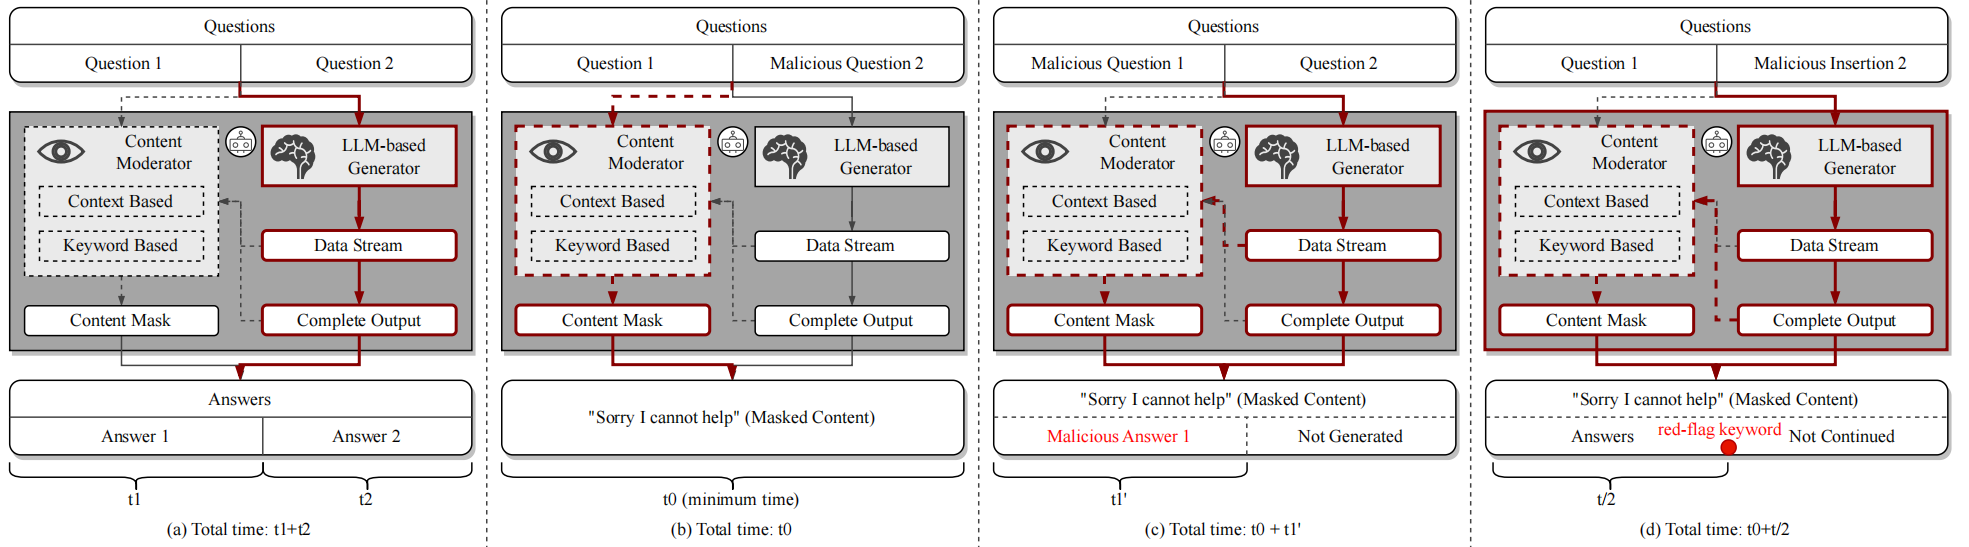 Questions
Question 1
Question 2
Content
Moderator
Context Based
Keyword Based
LLM-based
Generator
Data Stream
Content Mask
Complete Output
Answers
Answer 1
Answer 2
t1
t2
(a) Total time: t1+t2
Questions
Question 1
Malicious Question 2
Content
Moderator
Context Based
Keyword Based
LLM-based
Generator
Data Stream
Content Mask
Complete Output
"Sorry I cannot help" (Masked Content)
t0 (minimum time)
(b) Total time: t0
Questions
Malicious Question 1
Question 2
Content
Moderator
Context Based
Keyword Based
LLM-based
Generator
Data Stream
Content Mask
Complete Output
"Sorry I cannot help" (Masked Content)
Malicious Answer 1
Not Generated
t1'
(c) Total time: t0 + t1'
Questions
Question 1
Malicious Insertion 2
Content
Moderator
Context Based
Keyword Based
LLM-based
Generator
Data Stream
Content Mask
Complete Output
"Sorry I cannot help" (Masked Content)
Answers
red-flag keyword
Not Continued
t/2
(d) Total time: t0+t/2